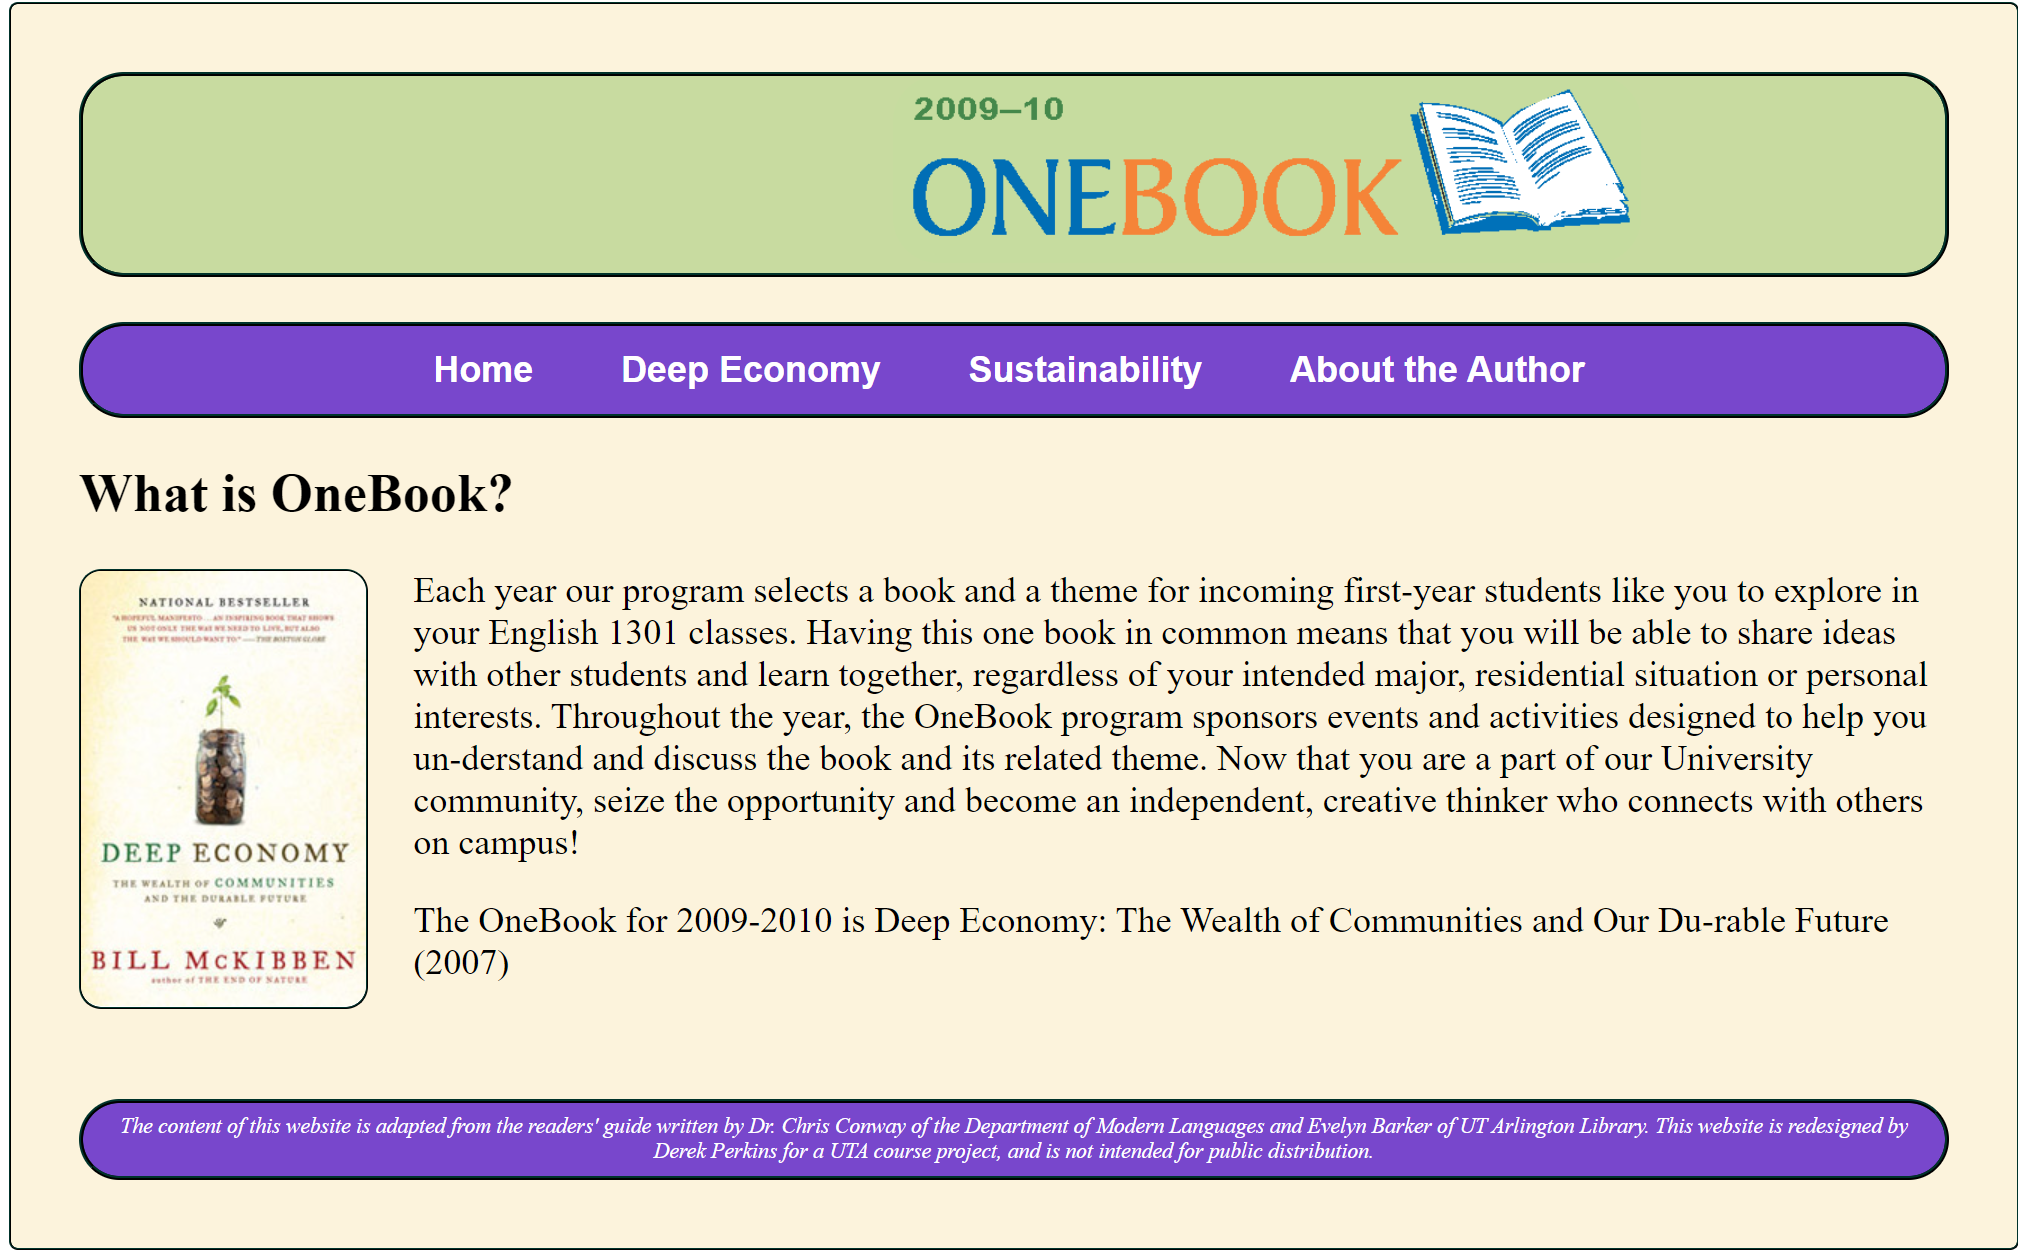 2009–10
ONEBOOK
Home Deep Economy Sustainability About the Author
What is OneBook?
NATIONAL BESTSELLER
"A HOPEFUL MANIFESTO . . . AN INSPIRING BOOK THAT SHOWS
US NOT ONLY THE WAY WE NEED TO LIVE, BUT ALSO
THE WAY WE SHOULD WANT TO." —THE BOSTON GLOBE
DEEP ECONOMY
THE WEALTH OF COMMUNITIES
AND THE DURABLE FUTURE
BILL McKIBBEN
author of THE END OF NATURE
Each year our program selects a book and a theme for incoming first-year students like you to explore in
your English 1301 classes. Having this one book in common means that you will be able to share ideas
with other students and learn together, regardless of your intended major, residential situation or personal
interests. Throughout the year, the OneBook program sponsors events and activities designed to help you
un-derstand and discuss the book and its related theme. Now that you are a part of our University
community, seize the opportunity and become an independent, creative thinker who connects with others
on campus!
The OneBook for 2009-2010 is Deep Economy: The Wealth of Communities and Our Du-rable Future
(2007)
The content of this website is adapted from the readers' guide written by Dr. Chris Conway of the Department of Modern Languages and Evelyn Barker of UT Arlington Library. This website is redesigned by
Derek Perkins for a UTA course project, and is not intended for public distribution.